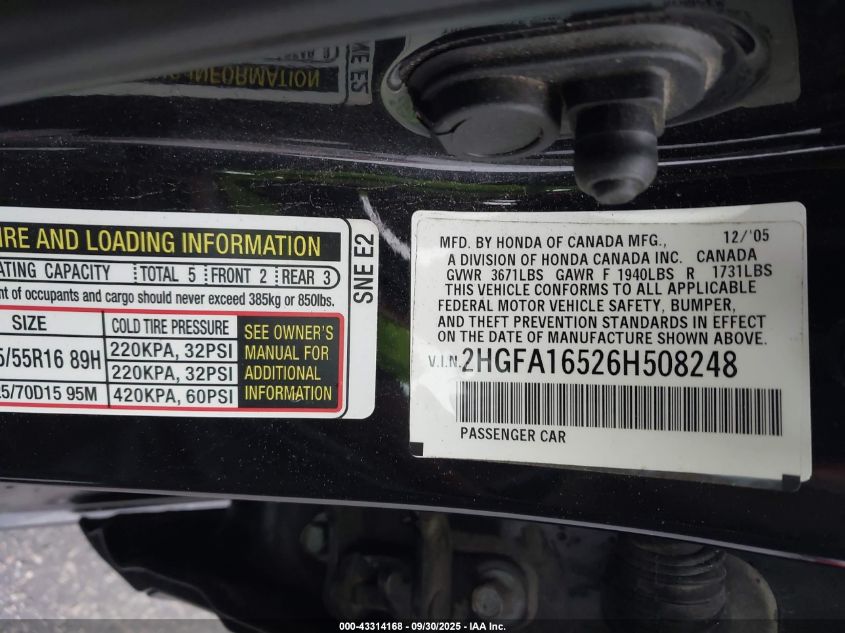 IRE AND LOADING INFORMATION
ATING CAPACITY TOTAL 5 FRONT 2 REAR 3
nt of occupants and cargo should never exceed 385kg or 850lbs.
SIZE COLD TIRE PRESSURE
5/55R16 89H 220KPA, 32PSI
220KPA, 32PSI
25/70D15 95M 420KPA, 60PSI
SEE OWNER'S
MANUAL FOR
ADDITIONAL
INFORMATION
SNE E2
MFD. BY HONDA OF CANADA MFG., 12/'05
A DIVISION OF HONDA CANADA INC. CANADA
GVWR 3671LBS GAWR F 1940LBS R 1731LBS
THIS VEHICLE CONFORMS TO ALL APPLICABLE
FEDERAL MOTOR VEHICLE SAFETY, BUMPER,
AND THEFT PREVENTION STANDARDS IN EFFECT
ON THE DATE OF MANUFACTURE SHOWN ABOVE.
V.I.N. 2HGFA16526H508248
PASSENGER CAR
000-43314168 - 09/30/2025 - IAA Inc.